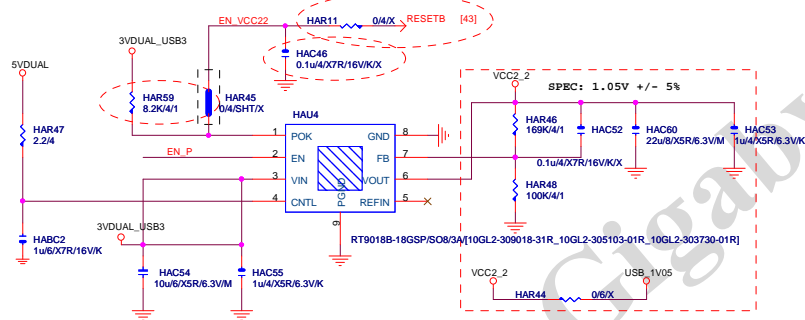 EN_VCC22
HAR11
0/4/X
RESETB [43]
HAC46
0.1u/4/X7R/16V/K/X
3VDUAL_USB3
5VDUAL
HAR59
8.2K/4/1
HAR45
0/4/SHT/X
HAR47
2.2/4
HAU4
1 POK
2 EN
3 VIN
4 CNTL
GND 8
FB 7
VOUT 6
REFIN 5
PGND
9
EN_P
VCC2_2
SPEC: 1.05V +/- 5%
HAR46
169K/4/1
HAC52
0.1u/4/X7R/16V/K/X
HAC60
22u/8/X5R/6.3V/M
HAC53
1u/4/X5R/6.3V/K
HAR48
100K/4/1
RT9018B-18GSP/SO8/3A/[10GL2-309018-31R_10GL2-305103-01R_10GL2-303730-01R]
HABC2
1u/6/X7R/16V/K
3VDUAL_USB3
HAC54
10u/6/X5R/6.3V/M
HAC55
1u/4/X5R/6.3V/K
VCC2_2
USB_1V05
HAR44
0/6/X
Gigaby